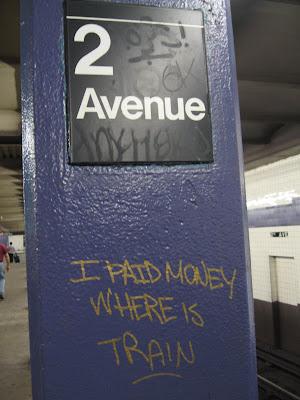 2
Avenue
I PAID MONEY
WHERE IS
TRAIN